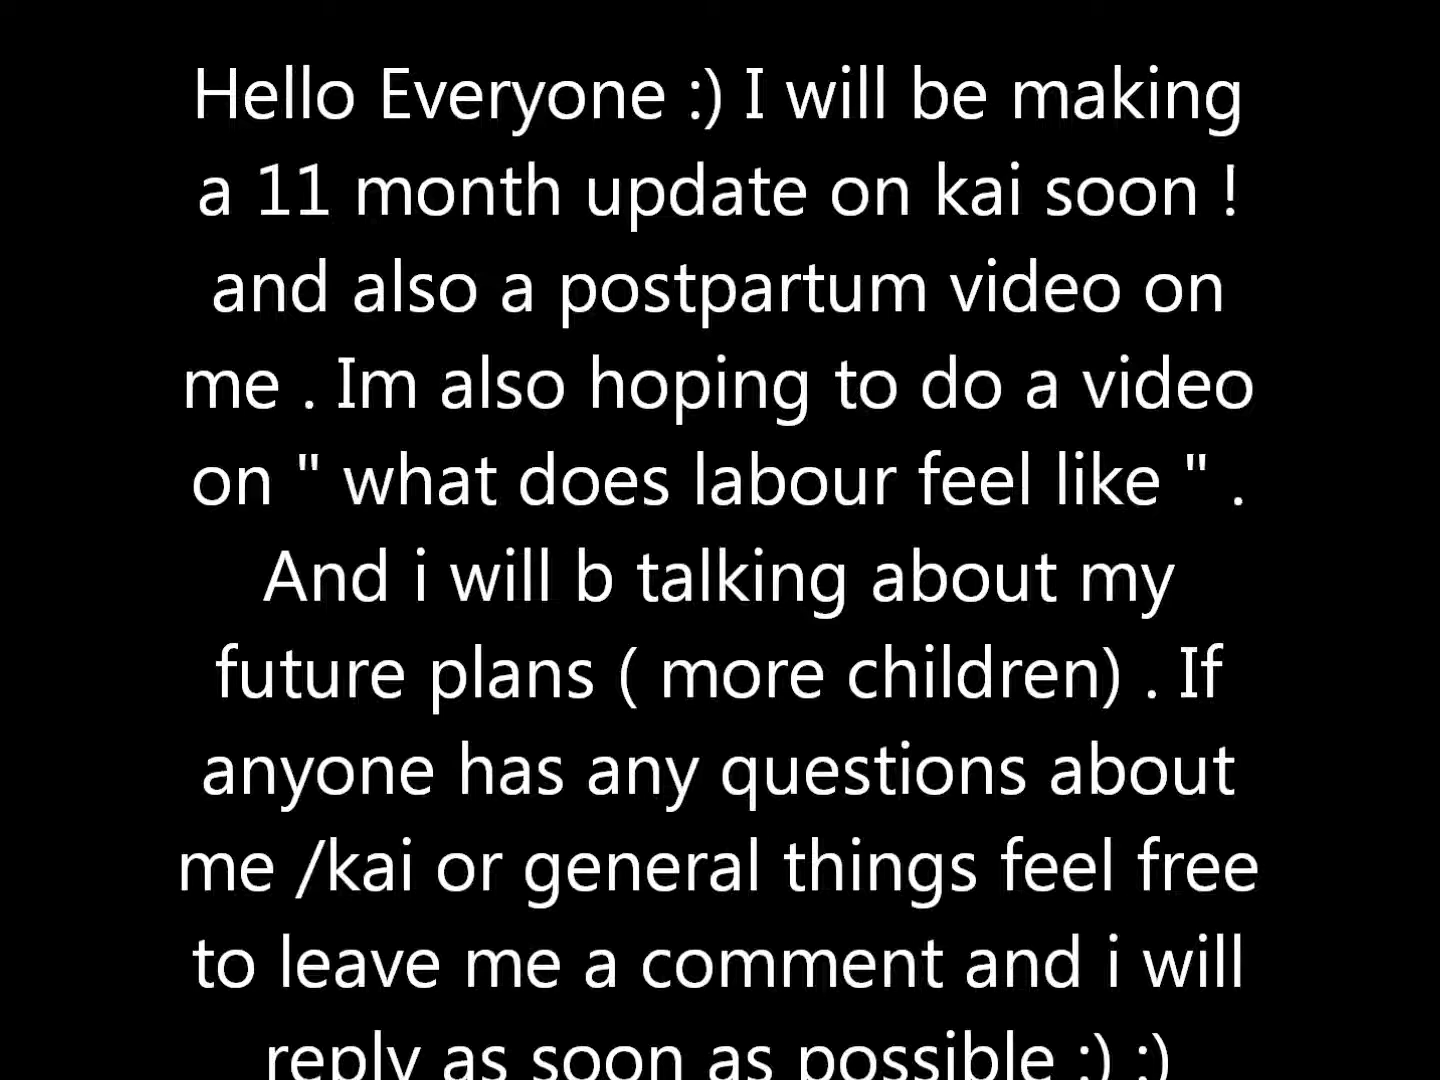 Hello Everyone :) I will be making
a 11 month update on kai soon !
and also a postpartum video on
me . Im also hoping to do a video
on " what does labour feel like " .
And i will b talking about my
future plans ( more children) . If
anyone has any questions about
me /kai or general things feel free
to leave me a comment and i will
reply as soon as possible :) :)